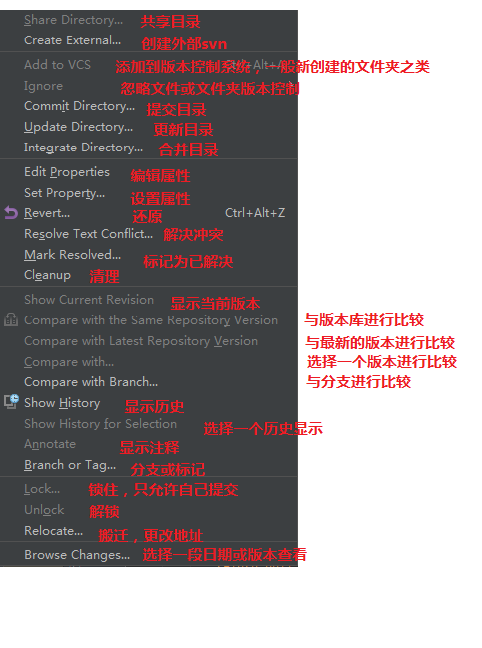 Share Directory... 共享目录
Create External... 创建外部svn
Add to VCS 添加到版本控制系统，一般新创建的文件夹之类
Ignore 忽略文件或文件夹版本控制
Commit Directory... 提交目录
Update Directory... 更新目录
Integrate Directory... 合并目录
Edit Properties 编辑属性
Set Property... 设置属性
Revert... 还原 Ctrl+Alt+Z
Resolve Text Conflict... 解决冲突
Mark Resolved... 标记为已解决
Cleanup 清理
Show Current Revision 显示当前版本
Compare with the Same Repository Version 与版本库进行比较
Compare with Latest Repository Version 与最新的版本进行比较
Compare with... 选择一个版本进行比较
Compare with Branch... 与分支进行比较
Show History 显示历史
Show History for Selection 选择一个历史显示
Annotate 显示注释
Branch or Tag... 分支或标记
Lock... 锁住，只允许自己提交
Unlock 解锁
Relocate... 搬迁，更改地址
Browse Changes... 选择一段日期或版本查看